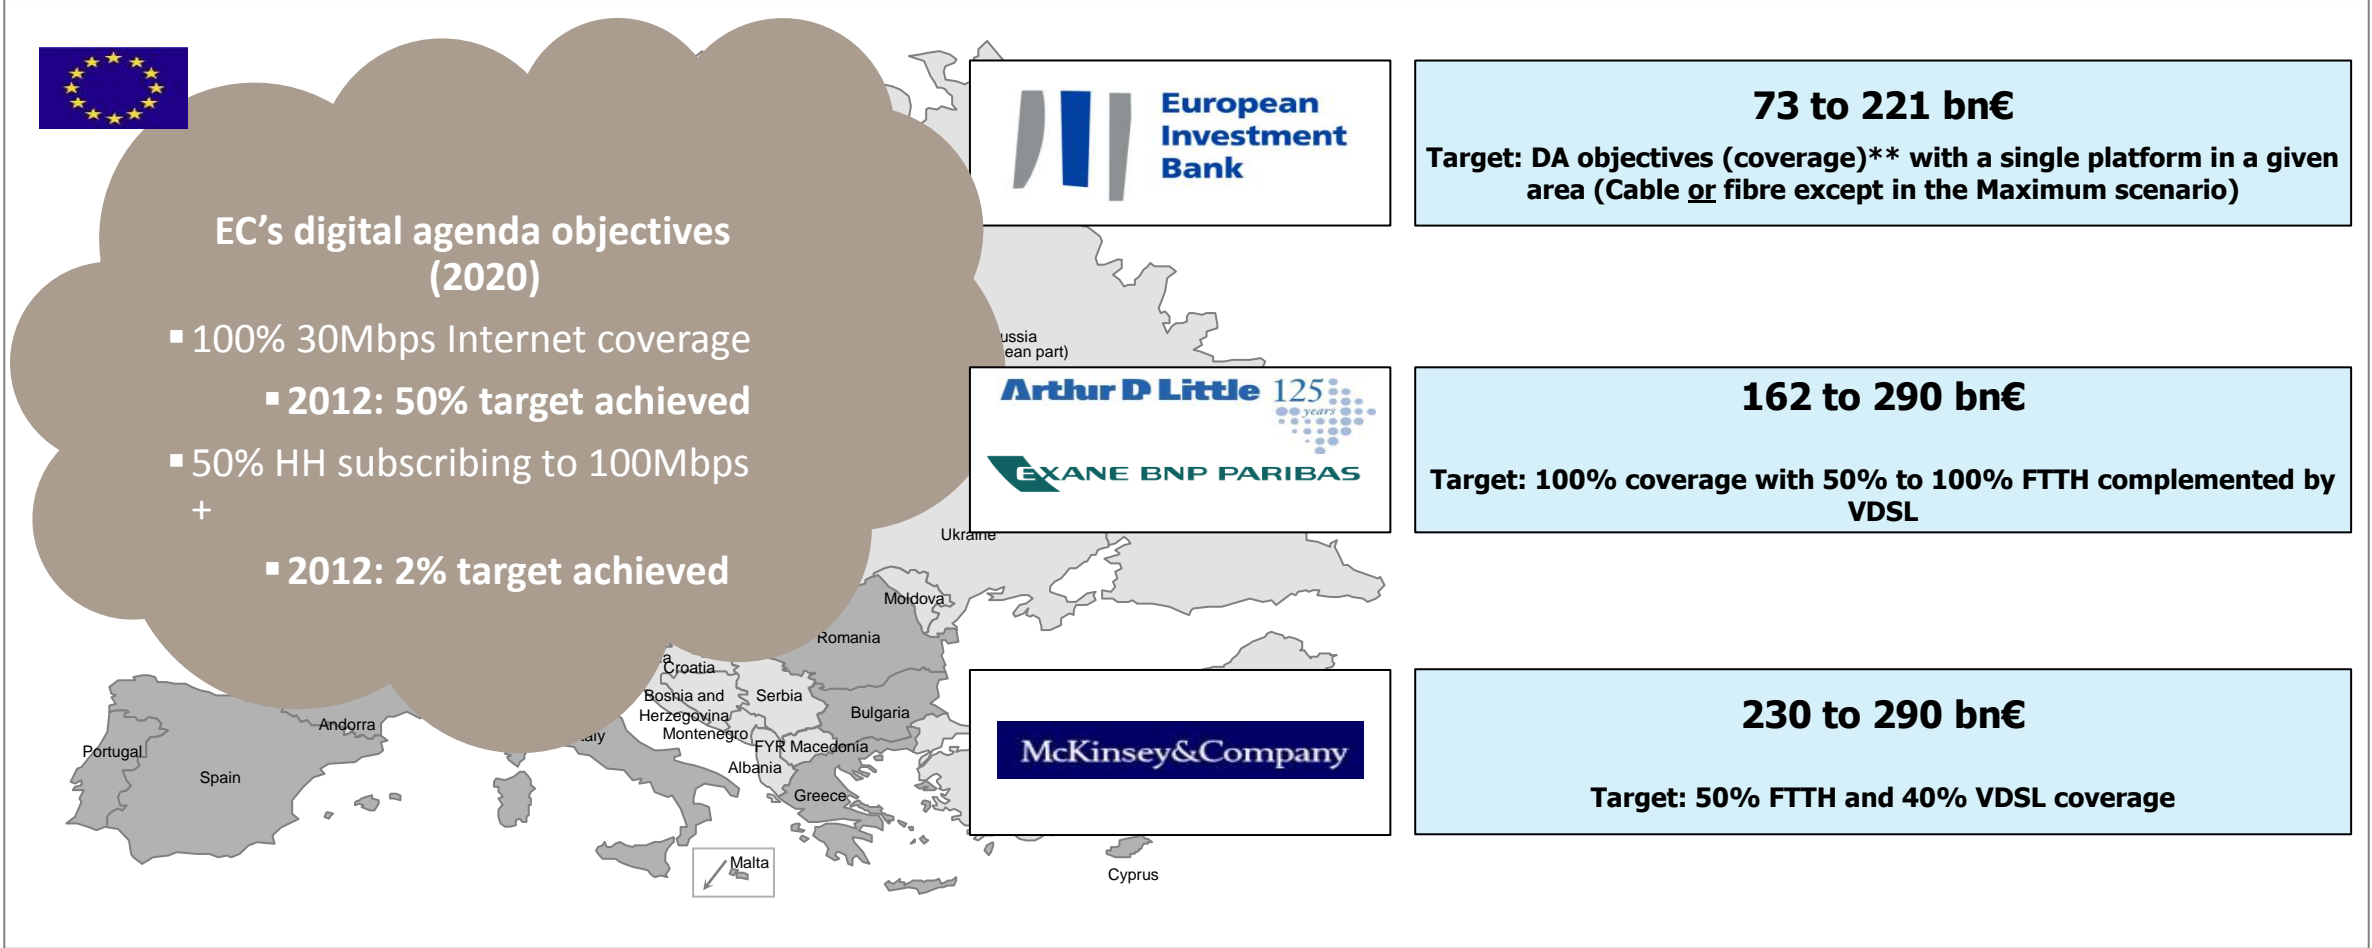 EC’s digital agenda objectives
(2020)
▪100% 30Mbps Internet coverage
▪2012: 50% target achieved
▪50% HH subscribing to 100Mbps
+
▪2012: 2% target achieved
European
Investment
Bank
73 to 221 bn€
Target: DA objectives (coverage)** with a single platform in a given
area (Cable or fibre except in the Maximum scenario)
ussia
ean part)
Arthur D Little 125
years
EXANE BNP PARIBAS
162 to 290 bn€
Target: 100% coverage with 50% to 100% FTTH complemented by
VDSL
Ukraine
Moldova
Romania
a
Croatia
Bosnia and
Herzegovina
Serbia
Bulgaria
Montenegro
Andorra
aly
FYR Macedonia
Portugal
Albania
Spain
Greece
Malta
Cyprus
McKinsey&Company
230 to 290 bn€
Target: 50% FTTH and 40% VDSL coverage